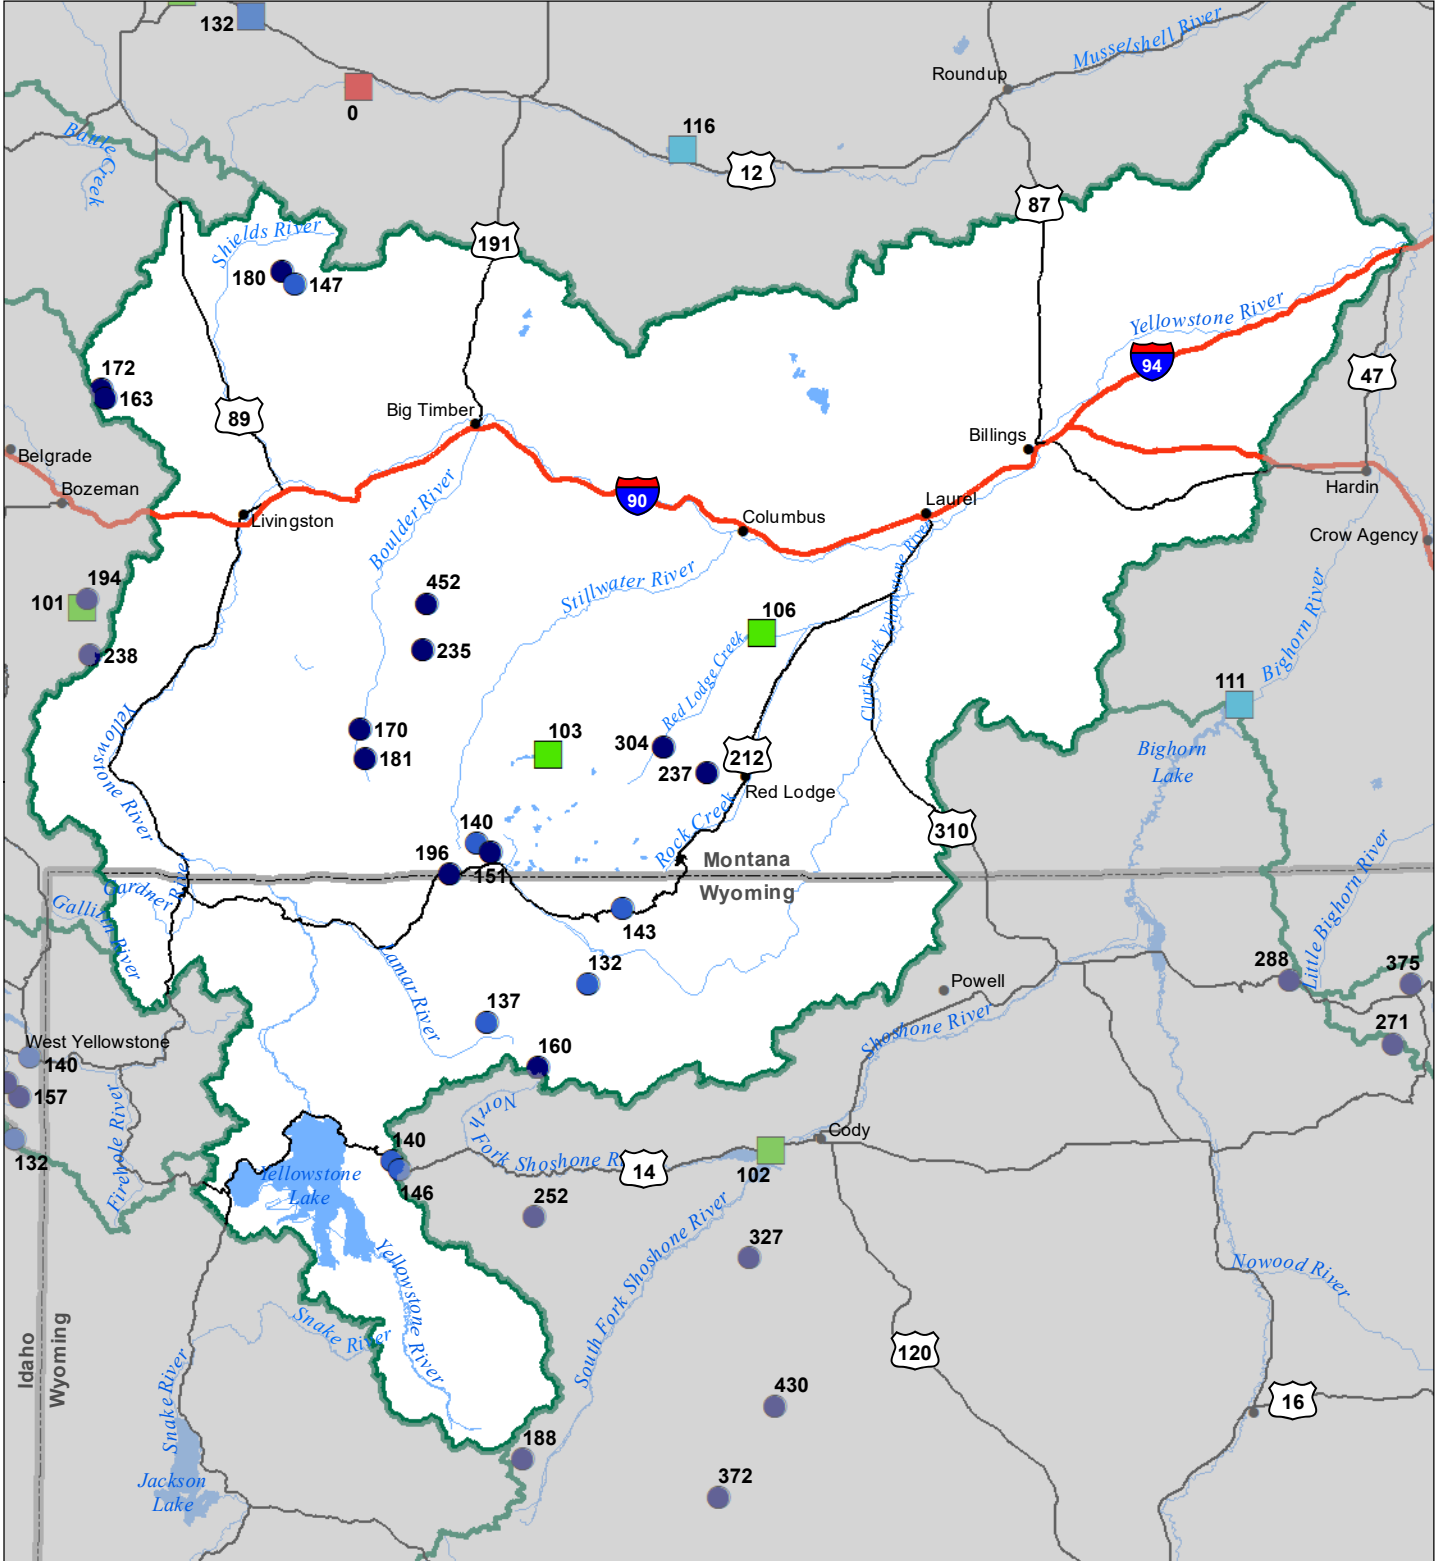 132
0
116
12
Roundup
Musselshell River
Battle
Creek
87
191
Shields River
180
147
Yellowstone River
94
47
172
163
89
Big Timber
Billings
Belgrade
Bozeman
Livingston
Boulder River
90
Columbus
Laurel
Hardin
Crow Agency
194
101
238
452
235
Stillwater River
106
Red Lodge Creek
Clarks Fork Yellowstone River
Bighorn River
111
Bighorn
Lake
Yellowstone River
170
181
103
304
237
212
Red Lodge
Rock Creek
310
140
196
151
Montana
Wyoming
Gardner River
Gallatin River
143
132
137
160
Lamar River
Little Bighorn River
288
375
271
Powell
Shoshone River
West Yellowstone
140
157
132
Firehole River
North
Fork Shoshone R
14
102
Cody
140
146
Yellowstone
Lake
252
327
South Fork Shoshone River
Yellowstone River
Nowood River
Snake River
Idaho
Wyoming
120
16
430
188
372
Snake River
Jackson
Lake